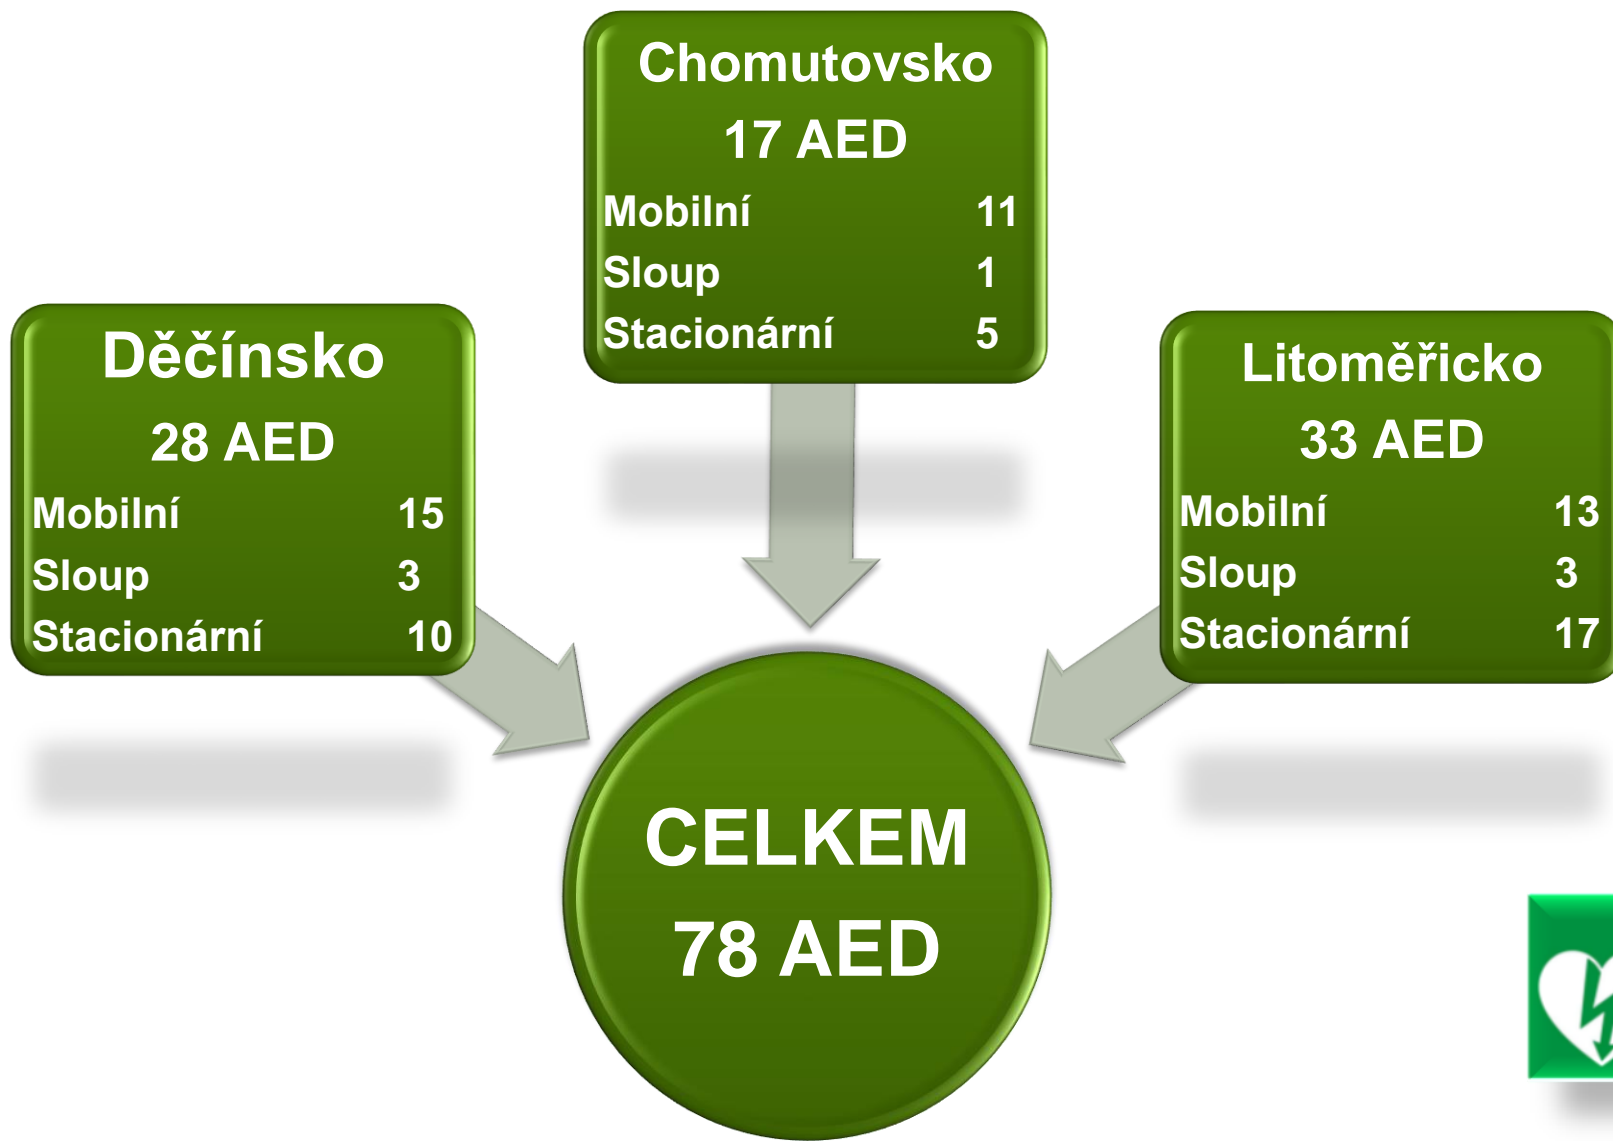 Chomutovsko
17 AED
Mobilní 11
Sloup 1
Stacionární 5
Děčínsko
28 AED
Mobilní 15
Sloup 3
Stacionární 10
Litoměřicko
33 AED
Mobilní 13
Sloup 3
Stacionární 17
CELKEM
78 AED